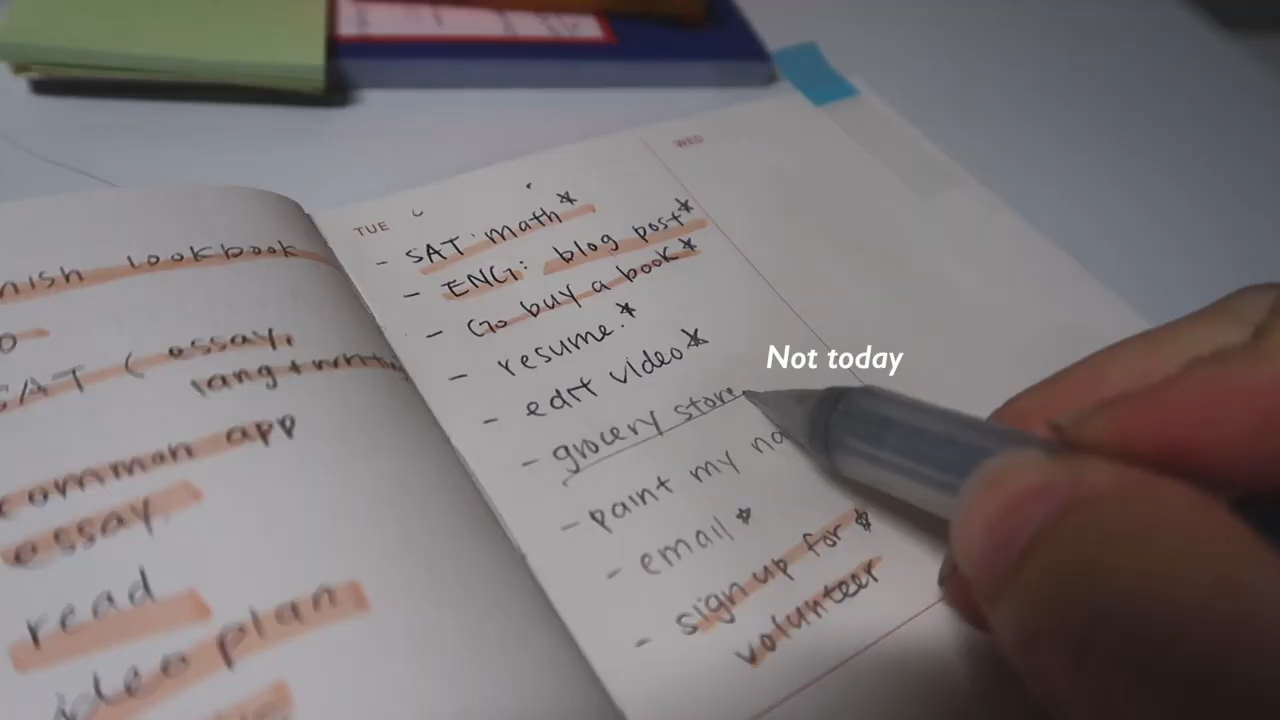 lookbook
SAT ( essay,
lang + writing
common app
essay
read
video plan
TUE
- SAT math*
- ENG: blog post*
- Go buy a book*
- resume.*
- edit video*
- grocery store
- paint my na
- email*
- sign up for*
volunteer
WED
Not today